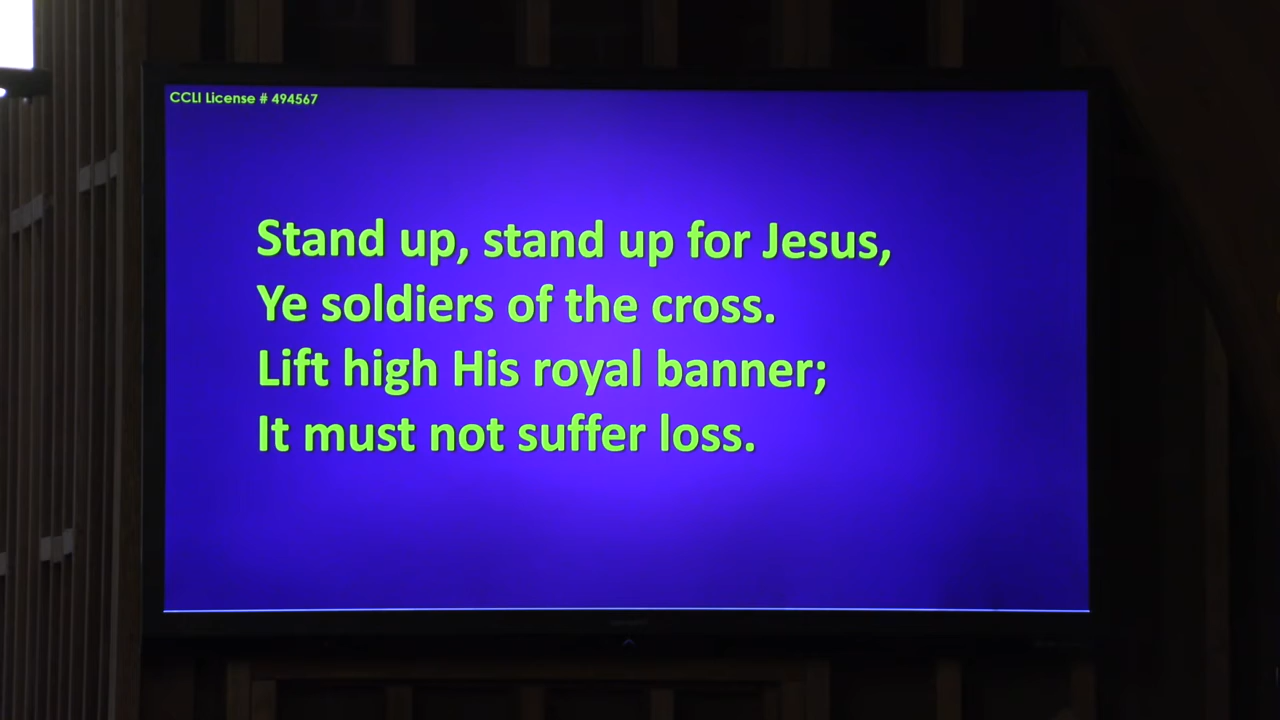 CCLI License # 494567
Stand up, stand up for Jesus,
Ye soldiers of the cross.
Lift high His royal banner;
It must not suffer loss.